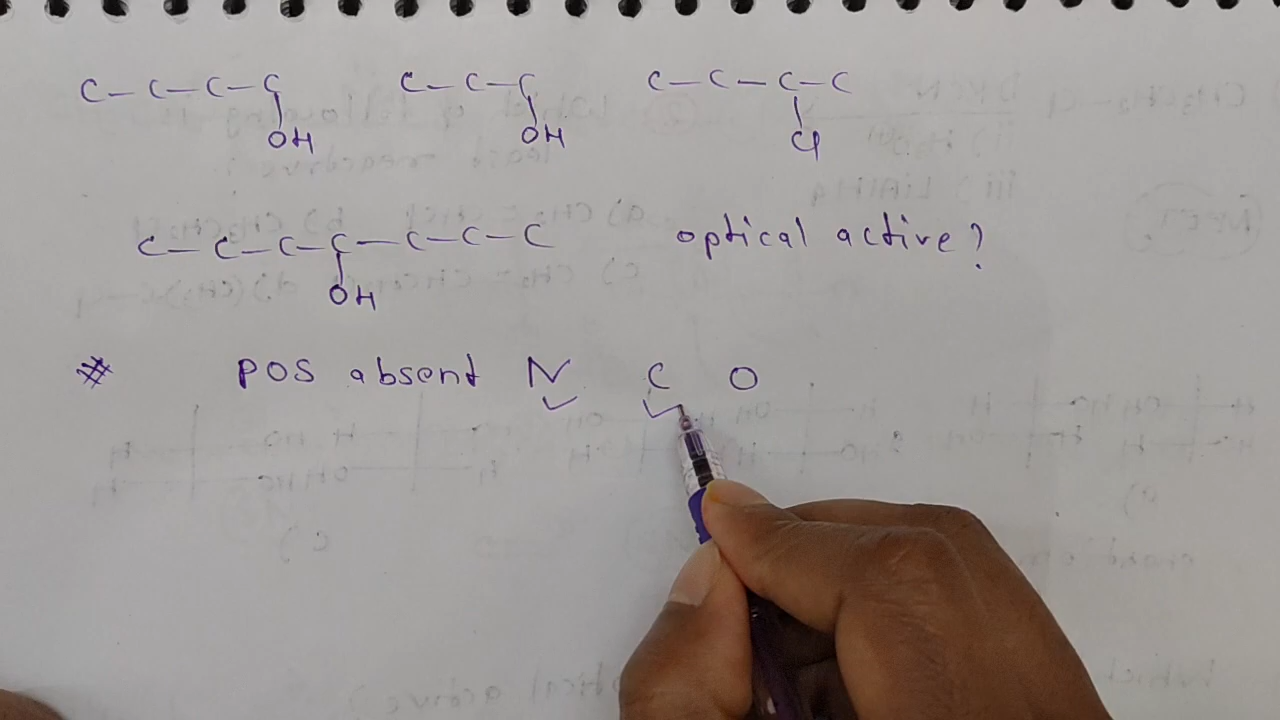 C – C – C – C C – C – C C – C – C – C
OH OH Cl
C – C – C – C – C – C – C optical active?
OH
# POS absent N C O